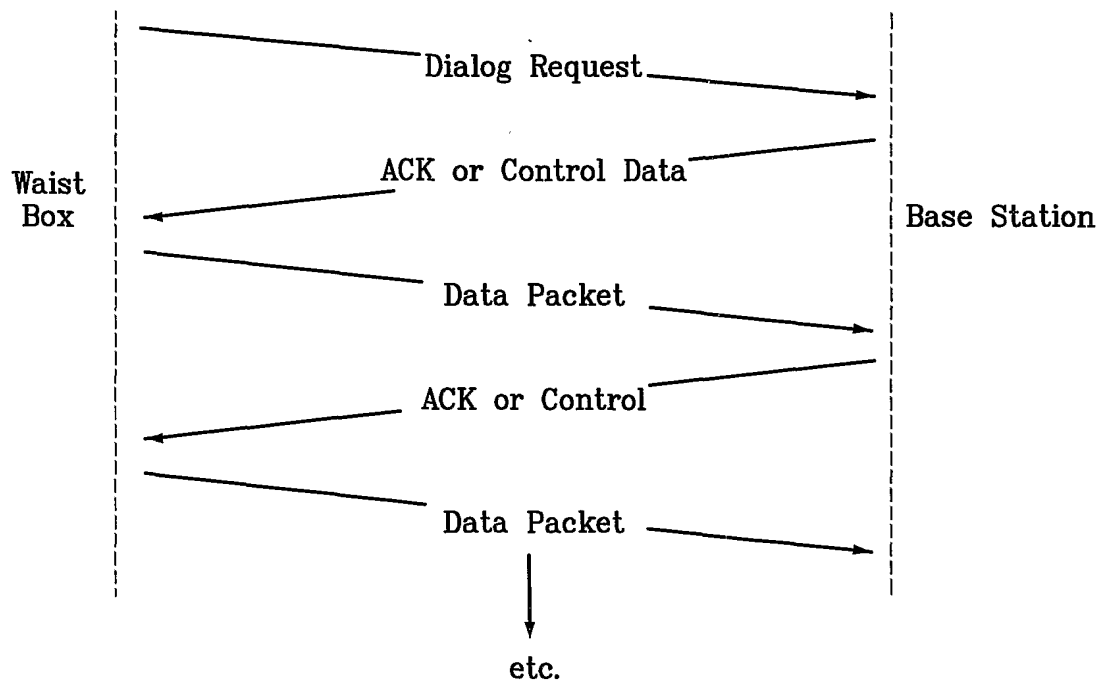 Dialog Request
ACK or Control Data
Waist
Box
Base Station
Data Packet
ACK or Control
Data Packet
etc.